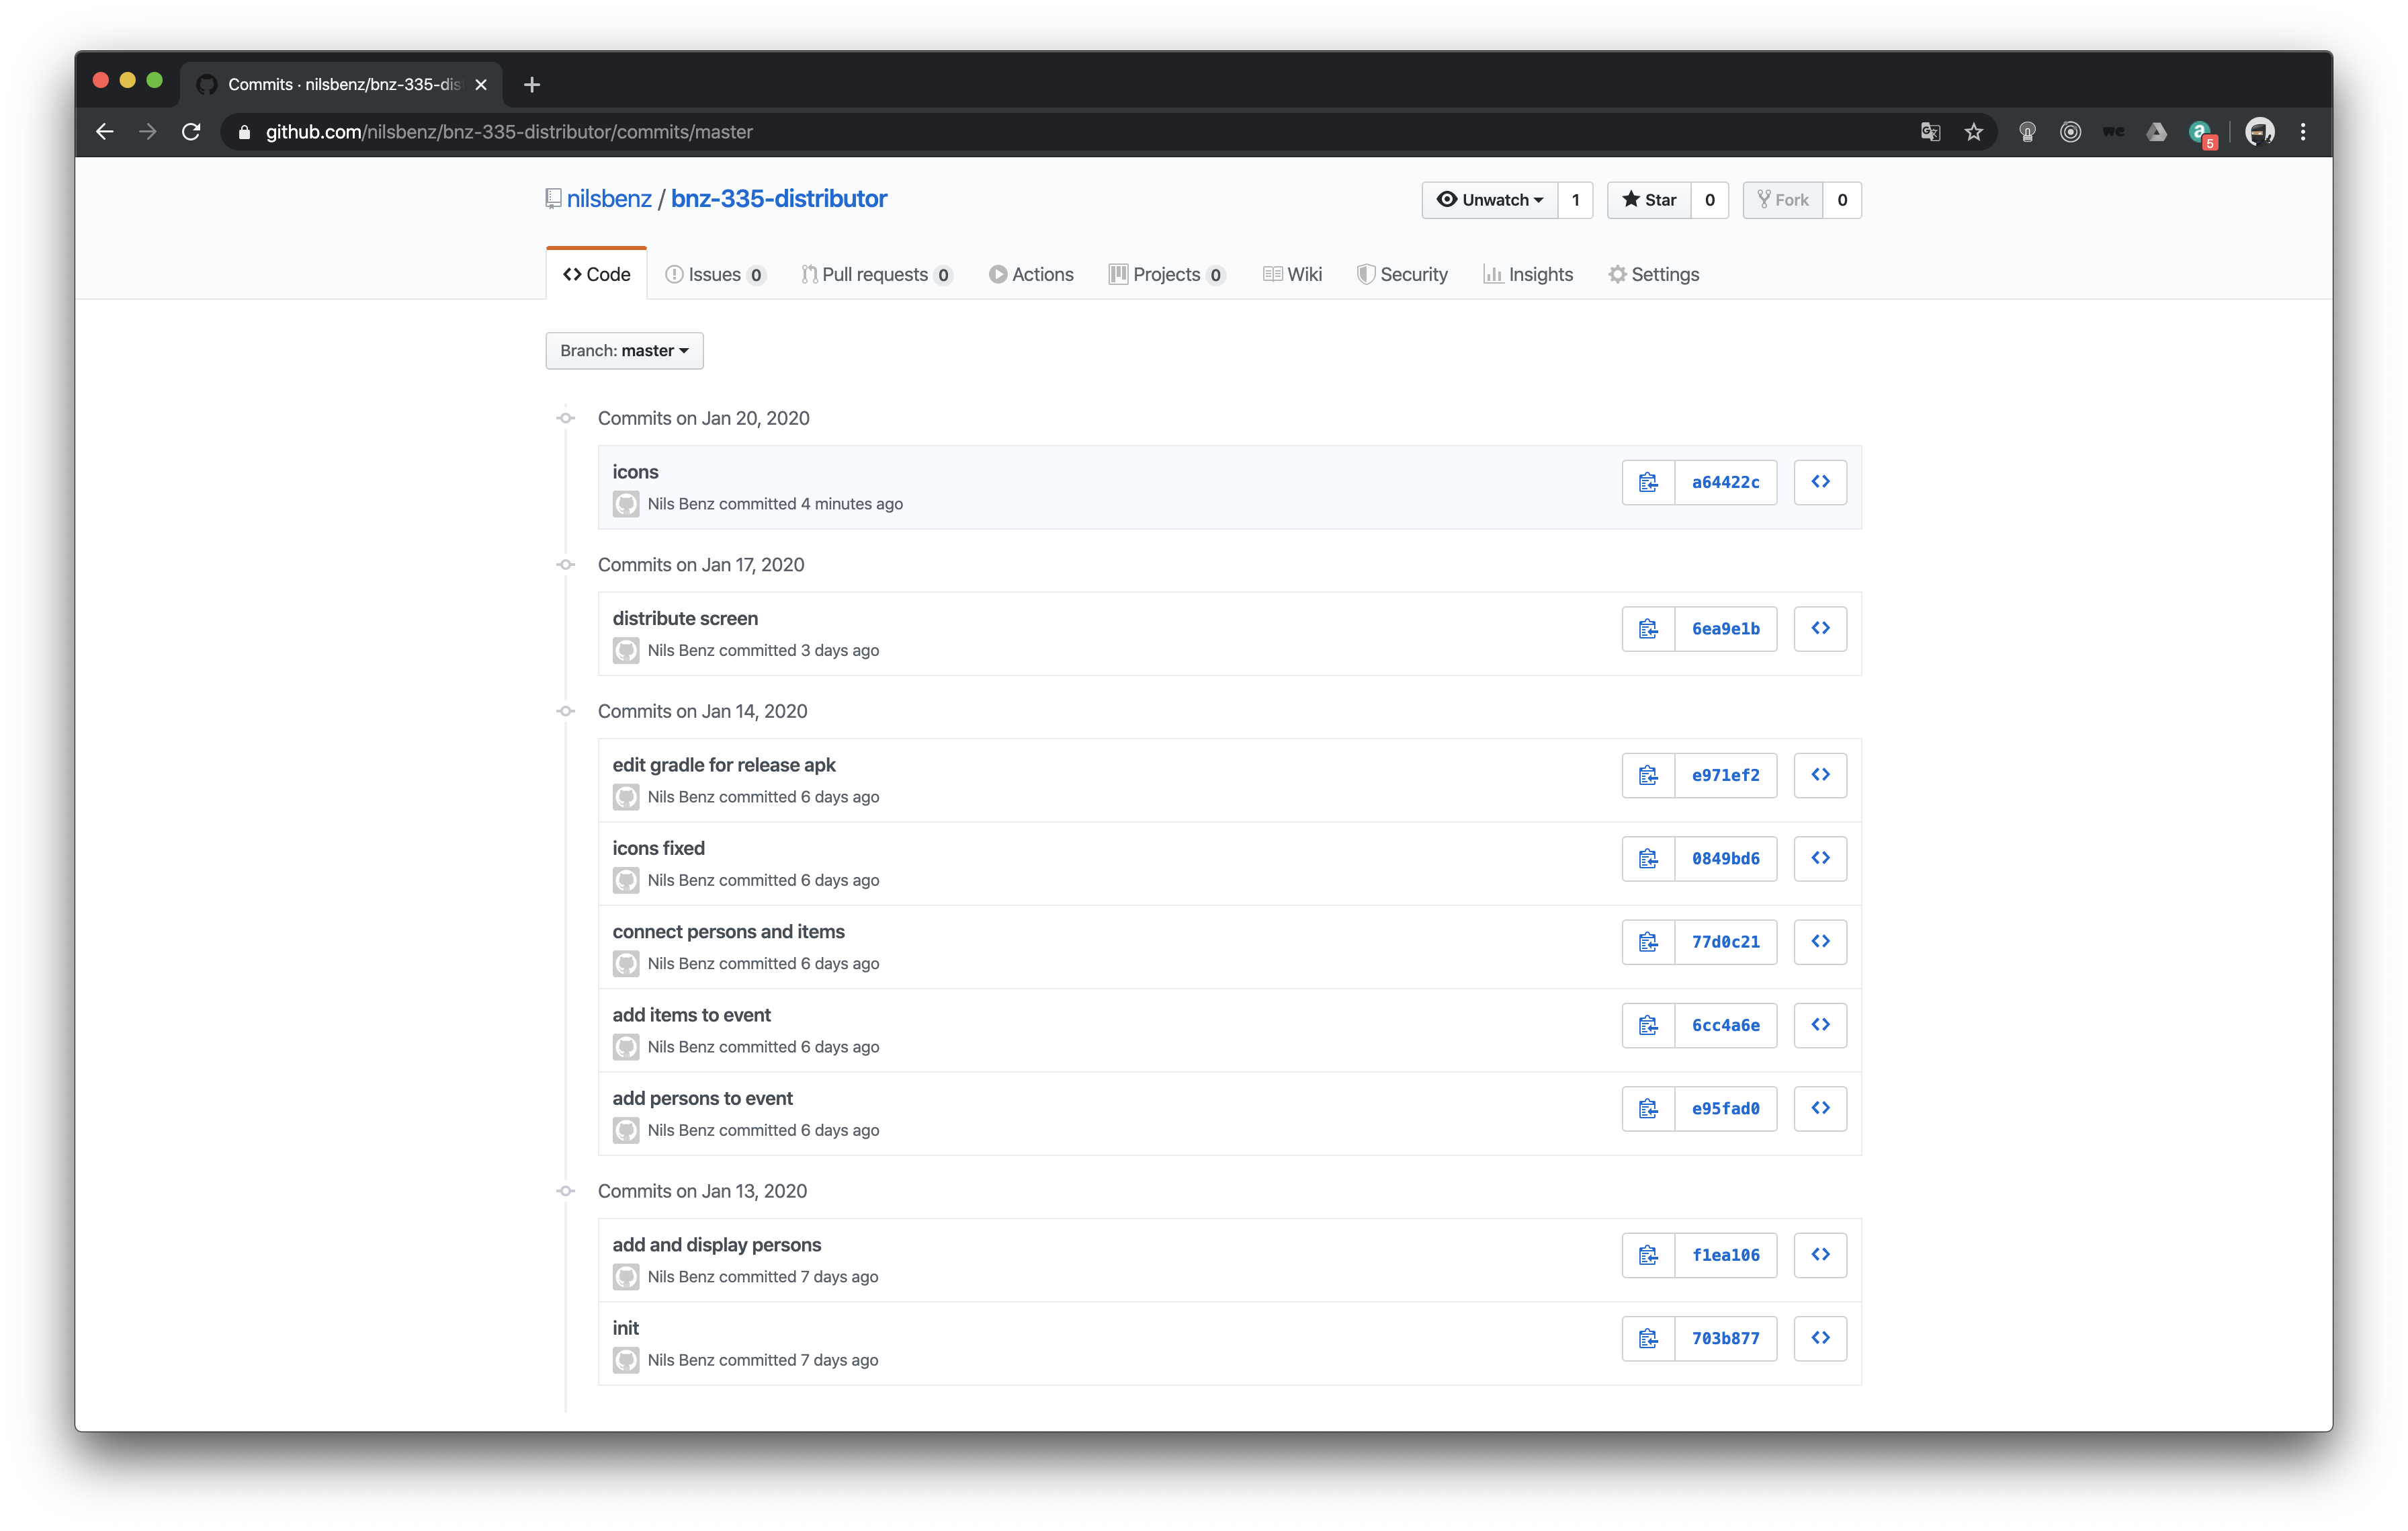 Commits · nilsbenz/bnz-335-dis
github.com/nilsbenz/bnz-335-distributor/commits/master
we
a
5
nilsbenz / bnz-335-distributor
Unwatch 1 Star 0 Fork 0
Code Issues 0 Pull requests 0 Actions Projects 0 Wiki Security Insights Settings
Branch: master
Commits on Jan 20, 2020
icons
Nils Benz committed 4 minutes ago
a64422c
Commits on Jan 17, 2020
distribute screen
Nils Benz committed 3 days ago
6ea9e1b
Commits on Jan 14, 2020
edit gradle for release apk
Nils Benz committed 6 days ago
e971ef2
icons fixed
Nils Benz committed 6 days ago
0849bd6
connect persons and items
Nils Benz committed 6 days ago
77d0c21
add items to event
Nils Benz committed 6 days ago
6cc4a6e
add persons to event
Nils Benz committed 6 days ago
e95fad0
Commits on Jan 13, 2020
add and display persons
Nils Benz committed 7 days ago
f1ea106
init
Nils Benz committed 7 days ago
703b877